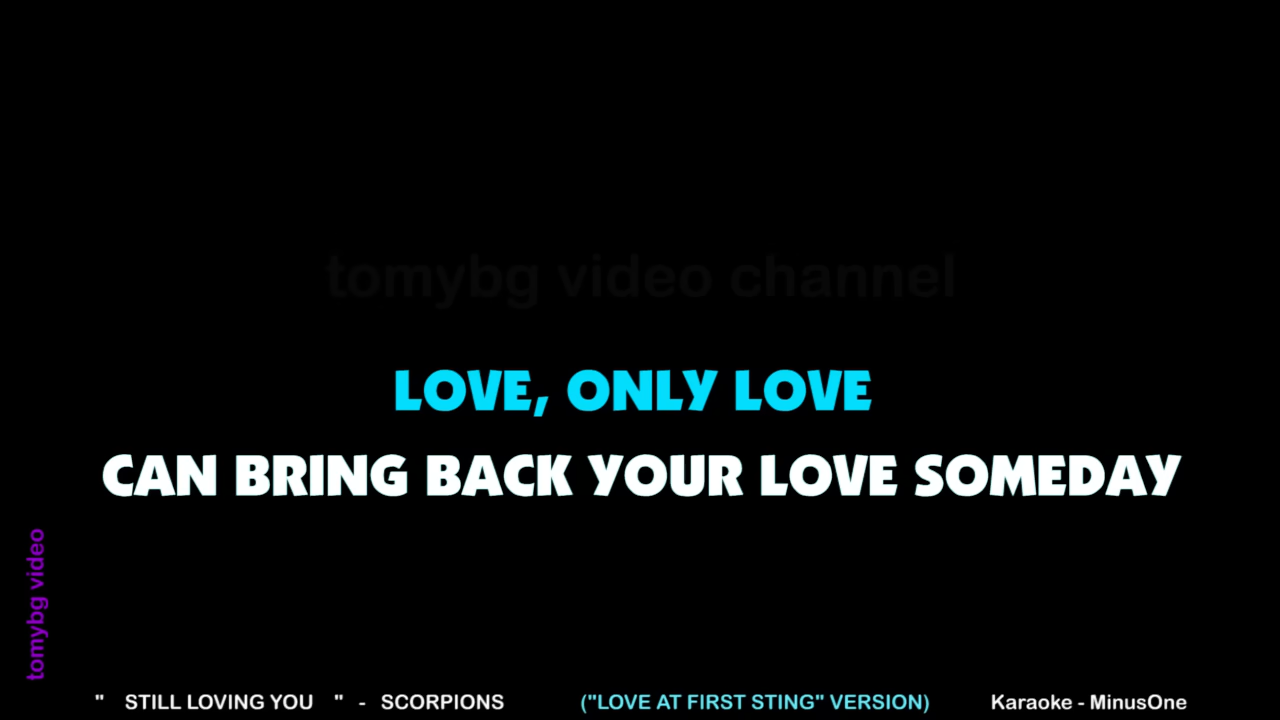 tomybg video channel
LOVE, ONLY LOVE
CAN BRING BACK YOUR LOVE SOMEDAY
tomybg video
" STILL LOVING YOU " - SCORPIONS ("LOVE AT FIRST STING" VERSION) Karaoke - MinusOne